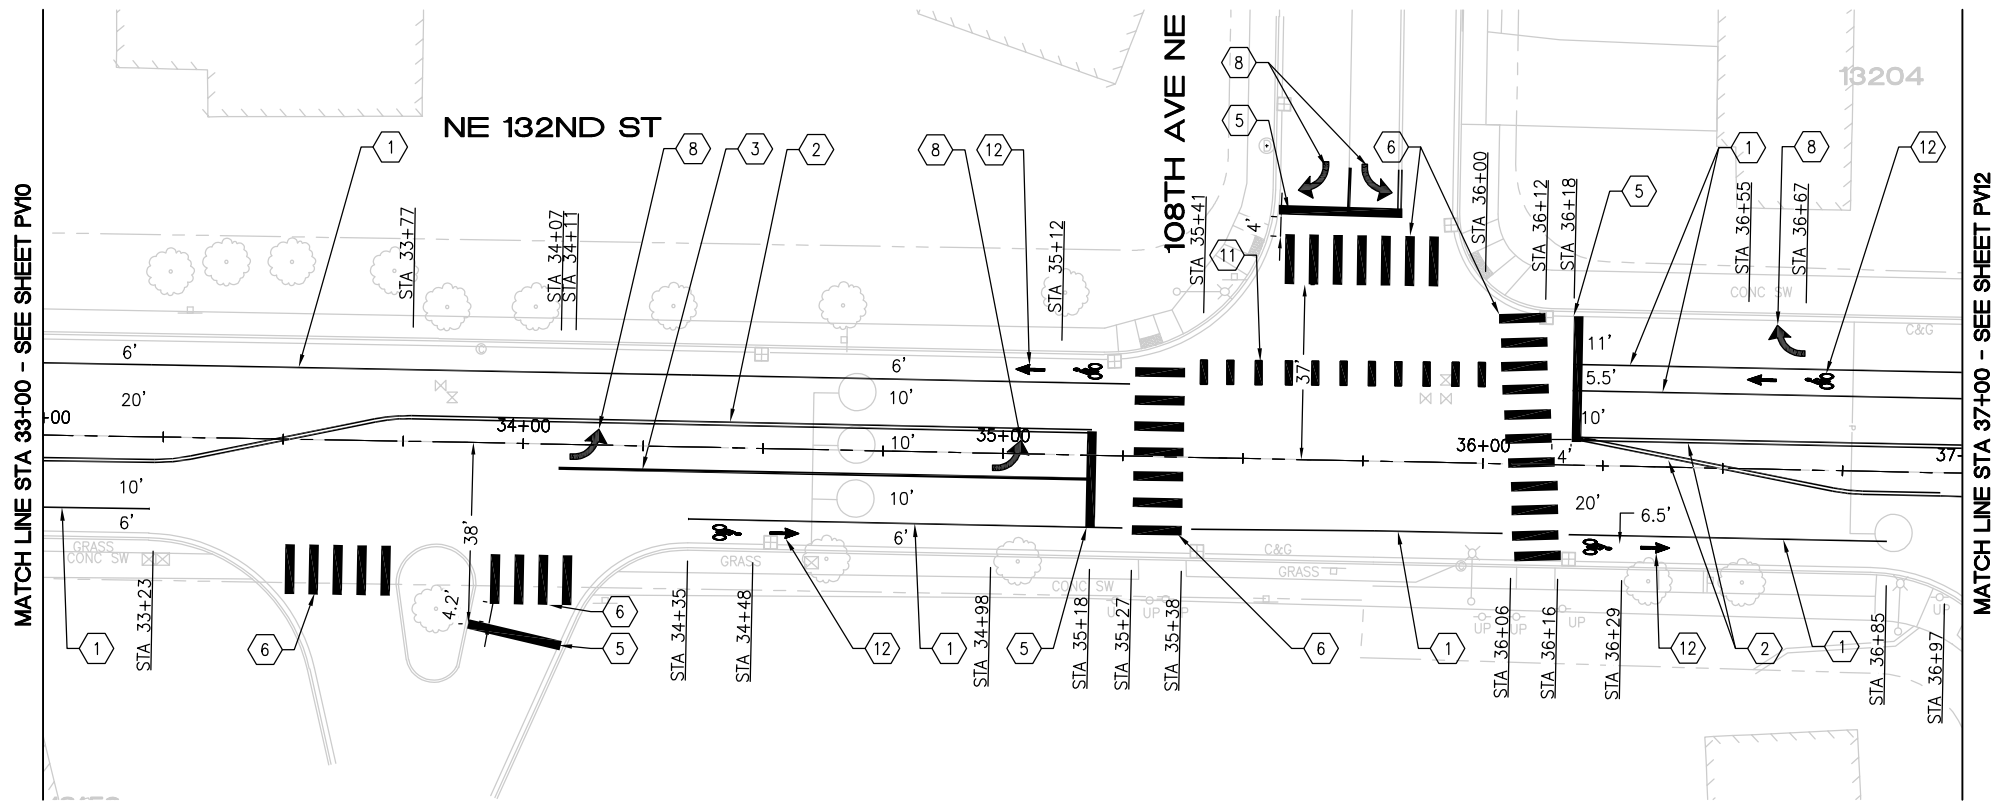 MATCH LINE STA 33+00 - SEE SHEET PV10
NE 132ND ST
108TH AVE NE
13204
8
5
1
8
3
2
8
12
6
1
8
12
5
11
4'
STA 33+77
STA 34+07
STA 34+11
STA 35+12
STA 35+41
STA 36+00
STA 36+12
STA 36+18
STA 36+55
STA 36+67
CONC SW
C&G
6'
6'
37'
11'
5.5'
20'
10'
10'
+00
34+00
10'
35+00
36+00
4'
37-
10'
10'
20'
6'
38'
6'
6.5'
GRASS
CONC SW
GRASS
C&G
GRASS
CONC SW
4.2'
UP
UP
UP
UP
UP
UP
STA 33+23
STA 34+35
STA 34+48
STA 34+98
STA 35+18
STA 35+27
STA 35+38
STA 36+06
STA 36+16
STA 36+29
STA 36+85
STA 36+97
6
1
6
5
12
1
5
6
1
12
2
1
MATCH LINE STA 37+00 - SEE SHEET PV12